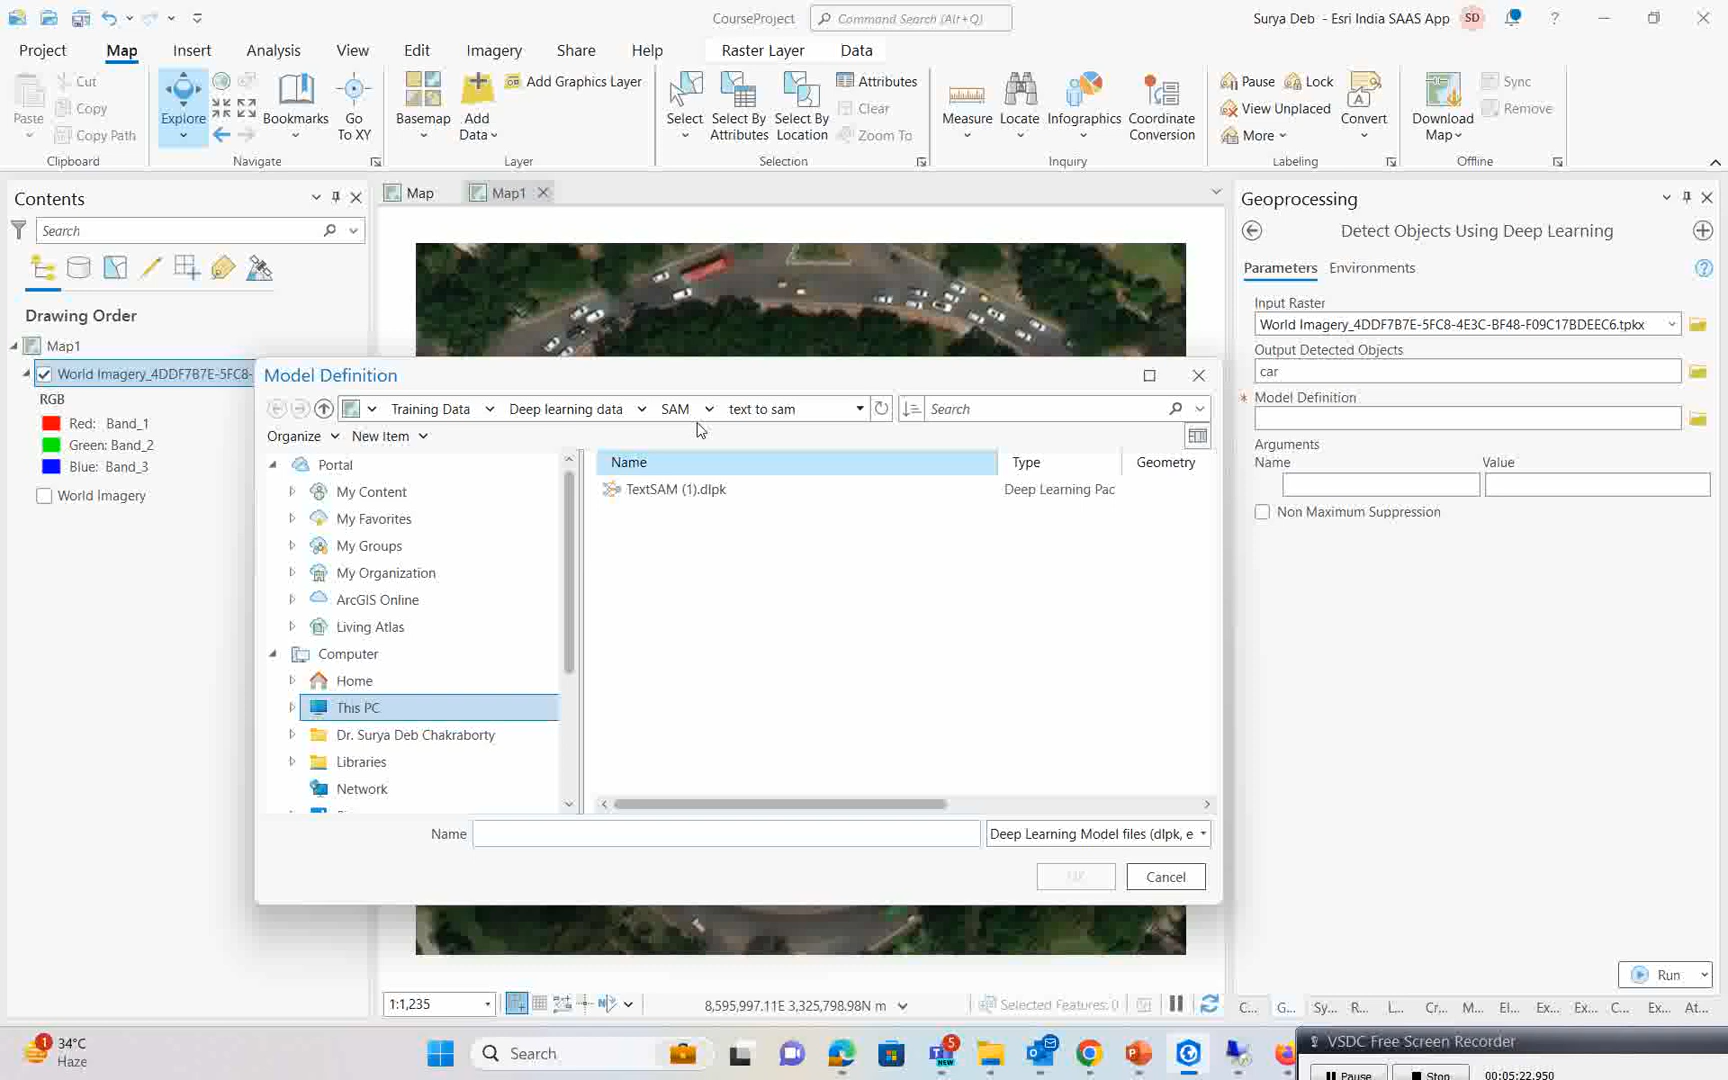 CourseProject
Command Search (Alt+Q)
Surya Deb - Esri India SAAS App
SD
?
Project
Map
Insert
Analysis
View
Edit
Imagery
Share
Help
Raster Layer
Data
Paste
Cut
Copy
Copy Path
Clipboard
Explore
Bookmarks
Go To XY
Navigate
Basemap
Add Data
Add Graphics Layer
Layer
Select
Select By Attributes
Select By Location
Attributes
Clear
Zoom To
Selection
Measure
Locate
Infographics
Coordinate Conversion
Inquiry
Pause
Lock
View Unplaced
More
Convert
Labeling
Download Map
Sync
Remove
Offline
Contents
Search
Drawing Order
Map1
World Imagery_4DDF7B7E-5FC8-
RGB
Red: Band_1
Green: Band_2
Blue: Band_3
World Imagery
Map
Map1
Model Definition
Training Data
Deep learning data
SAM
text to sam
Search
Organize
New Item
Portal
My Content
My Favorites
My Groups
My Organization
ArcGIS Online
Living Atlas
Computer
Home
This PC
Dr. Surya Deb Chakraborty
Libraries
Network
Name
Type
Geometry
TextSAM (1).dlpk
Deep Learning Pac
Name
Deep Learning Model files (dlpk, e
Cancel
1:1,235
8,595,997.11E 3,325,798.98N m
Selected Features: 0
Geoprocessing
Detect Objects Using Deep Learning
Parameters
Environments
?
Input Raster
World Imagery_4DDF7B7E-5FC8-4E3C-BF48-F09C17BDEEC6.tpkx
Output Detected Objects
car
* Model Definition
Arguments
Name
Value
Non Maximum Suppression
Run
C...
G...
Sy...
R...
L...
Cr...
M...
El...
Ex...
C...
Ex...
At...
1
34°C
Haze
Search
5
NEW
VSDC Free Screen Recorder
Pause
Stop
00:05:22.950